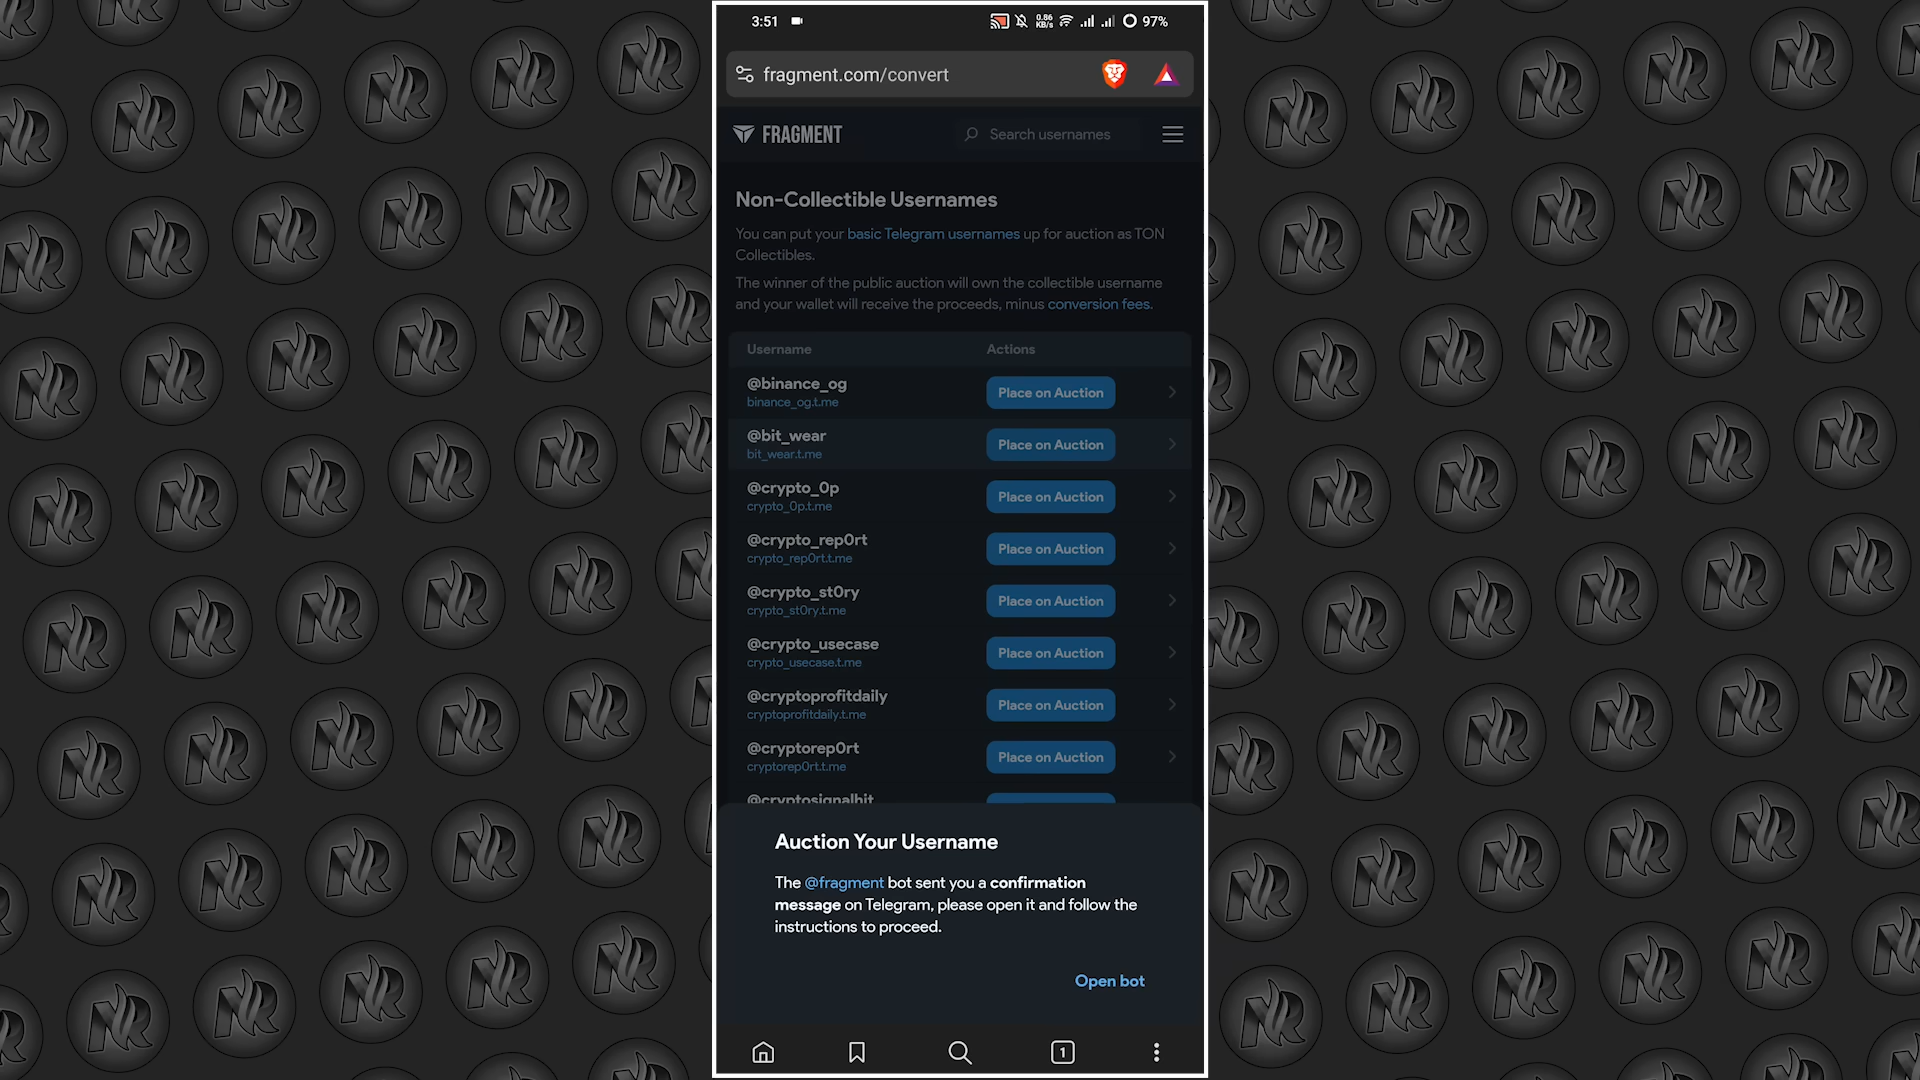 3:51
0.86
KB/s
97%
fragment.com/convert
FRAGMENT
Search usernames
Non-Collectible Usernames
You can put your basic Telegram usernames up for auction as TON
Collectibles.
The winner of the public auction will own the collectible username
and your wallet will receive the proceeds, minus conversion fees.
Username Actions
@binance_og
binance_og.t.me
Place on Auction
@bit_wear
bit_wear.t.me
Place on Auction
@crypto_0p
crypto_0p.t.me
Place on Auction
@crypto_rep0rt
crypto_rep0rt.t.me
Place on Auction
@crypto_st0ry
crypto_st0ry.t.me
Place on Auction
@crypto_usecase
crypto_usecase.t.me
Place on Auction
@cryptoprofitdaily
cryptoprofitdaily.t.me
Place on Auction
@cryptorep0rt
cryptorep0rt.t.me
Place on Auction
Auction Your Username
The @fragment bot sent you a confirmation
message on Telegram, please open it and follow the
instructions to proceed.
Open bot
1